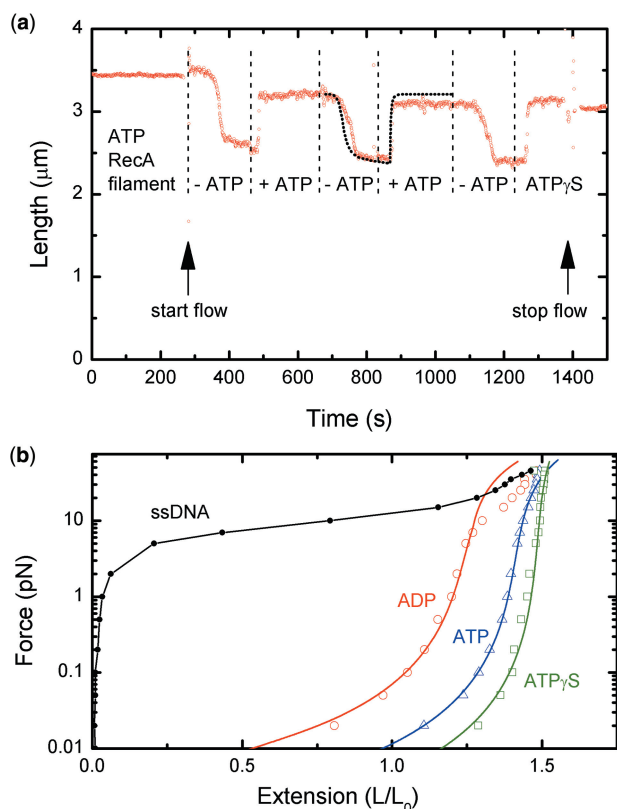 (a)
4
3
2
1
0
Length (μm)
ATP
RecA
filament
- ATP
+ ATP
- ATP
+ ATP
- ATP
ATPγS
start flow
stop flow
0 200 400 600 800 1000 1200 1400
Time (s)
(b)
10
1
0.1
0.01
Force (pN)
ssDNA
ADP
ATP
ATPγS
0.0 0.5 1.0 1.5
Extension (L/L₀)